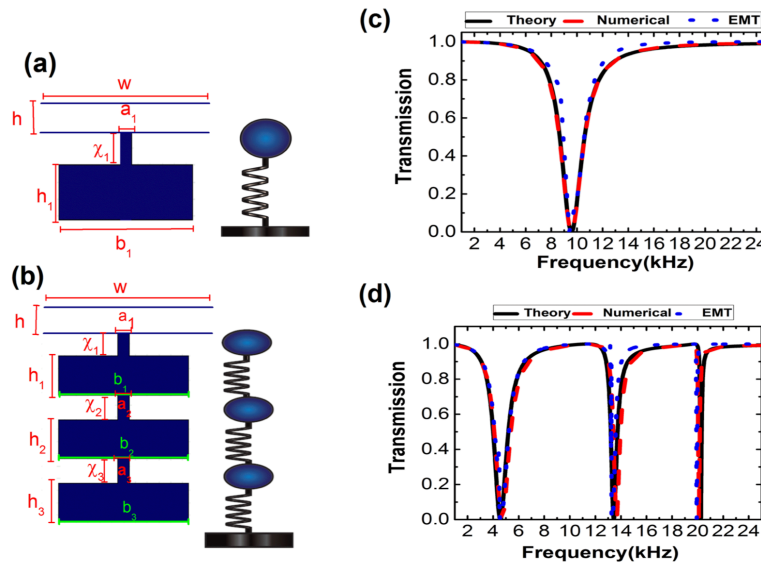 (a)
w
h
a1
χ1
h1
b1
(b)
w
h
a1
χ1
h1
b1
χ2
h2
b2
χ3
h3
b3
(c)
Theory Numerical EMT
Transmission
1.0
0.8
0.6
0.4
0.2
0.0
2 4 6 8 10 12 14 16 18 20 22 24
Frequency(kHz)
(d)
Theory Numerical EMT
Transmission
1.0
0.8
0.6
0.4
0.2
0.0
2 4 6 8 10 12 14 16 18 20 22 24
Frequency(kHz)